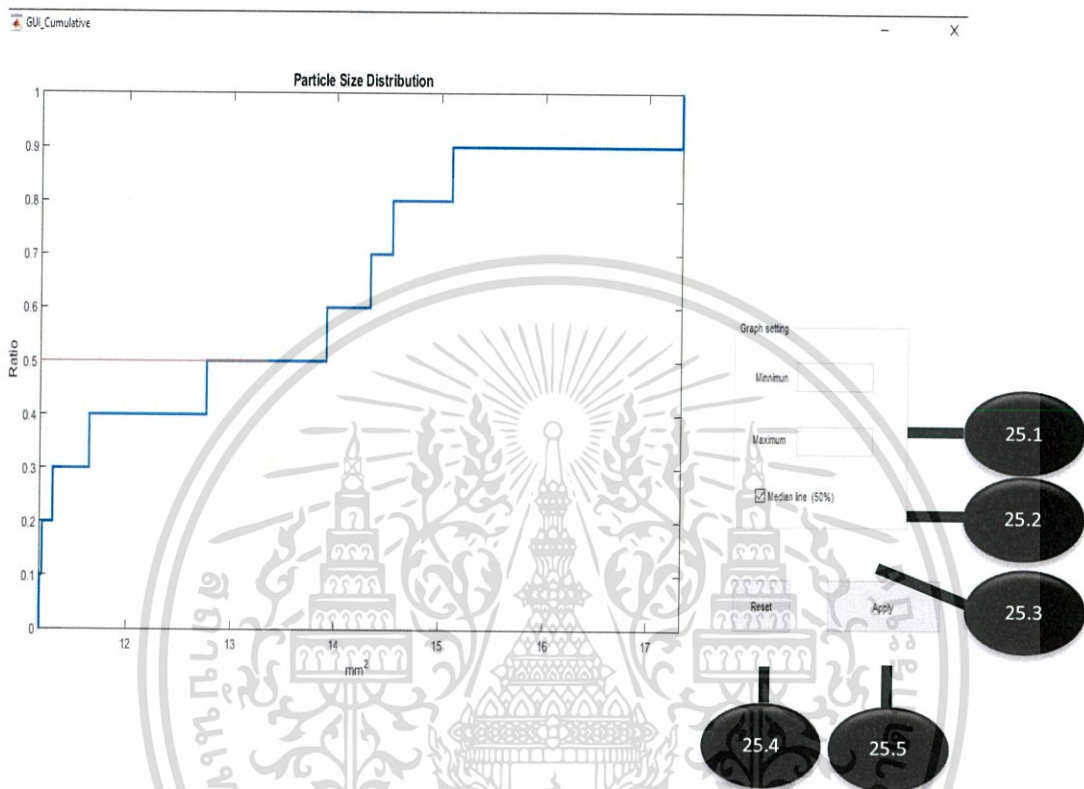 GUI_Cumulative
Particle Size Distribution
1
0.9
0.8
0.7
0.6
0.5
0.4
0.3
0.2
0.1
0
Ratio
12 13 14 15 16 17
mm²
Graph setting
Minnimun
Maximum
Median line (50%)
Reset Apply
25.1
25.2
25.3
25.4 25.5